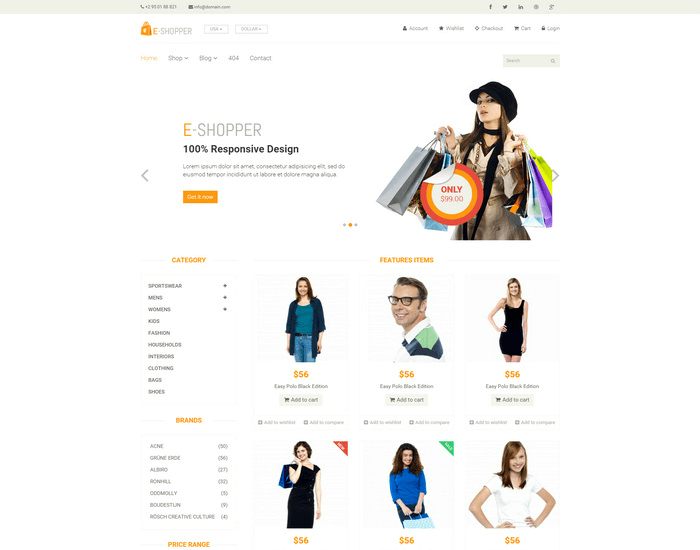 +2 95 01 88 821 info@domain.com
E-SHOPPER USA DOLLAR Account Wishlist Checkout Cart Login
Home Shop Blog 404 Contact Search
E-SHOPPER
100% Responsive Design
Lorem ipsum dolor sit amet, consectetur adipisicing elit, sed do
eiusmod tempor incididunt ut labore et dolore magna aliqua.
Get it now
ONLY
$99.00
CATEGORY
SPORTSWEAR
MENS
WOMENS
KIDS
FASHION
HOUSEHOLDS
INTERIORS
CLOTHING
BAGS
SHOES
BRANDS
ACNE (50)
GRÜNE ERDE (56)
ALBIRO (27)
RONHILL (32)
ODDMOLLY (5)
BOUDESTIJN (9)
RÖSCH CREATIVE CULTURE (4)
PRICE RANGE
FEATURES ITEMS
$56 $56 $56
Easy Polo Black Edition Easy Polo Black Edition Easy Polo Black Edition
Add to cart Add to cart Add to cart
Add to wishlist Add to compare Add to wishlist Add to compare Add to wishlist Add to compare
NEW SALE
$56 $56 $56